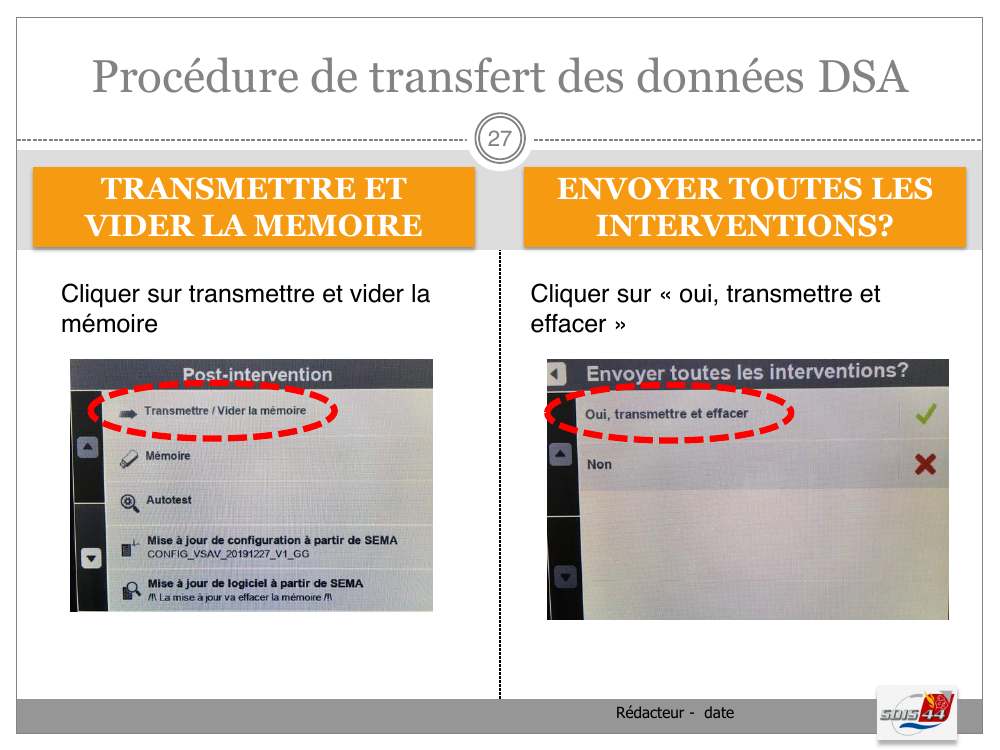 Procédure de transfert des données DSA
27
TRANSMETTRE ET
VIDER LA MEMOIRE
Cliquer sur transmettre et vider la
mémoire
Post-intervention
Transmettre / Vider la mémoire
Mémoire
Autotest
Mise à jour de configuration à partir de SEMA
CONFIG_VSAV_20191227_V1_GG
Mise à jour de logiciel à partir de SEMA
/!\ La mise à jour va effacer la mémoire /!\
ENVOYER TOUTES LES
INTERVENTIONS?
Cliquer sur « oui, transmettre et
effacer »
Envoyer toutes les interventions?
Oui, transmettre et effacer
Non
Rédacteur - date
SDIS 44